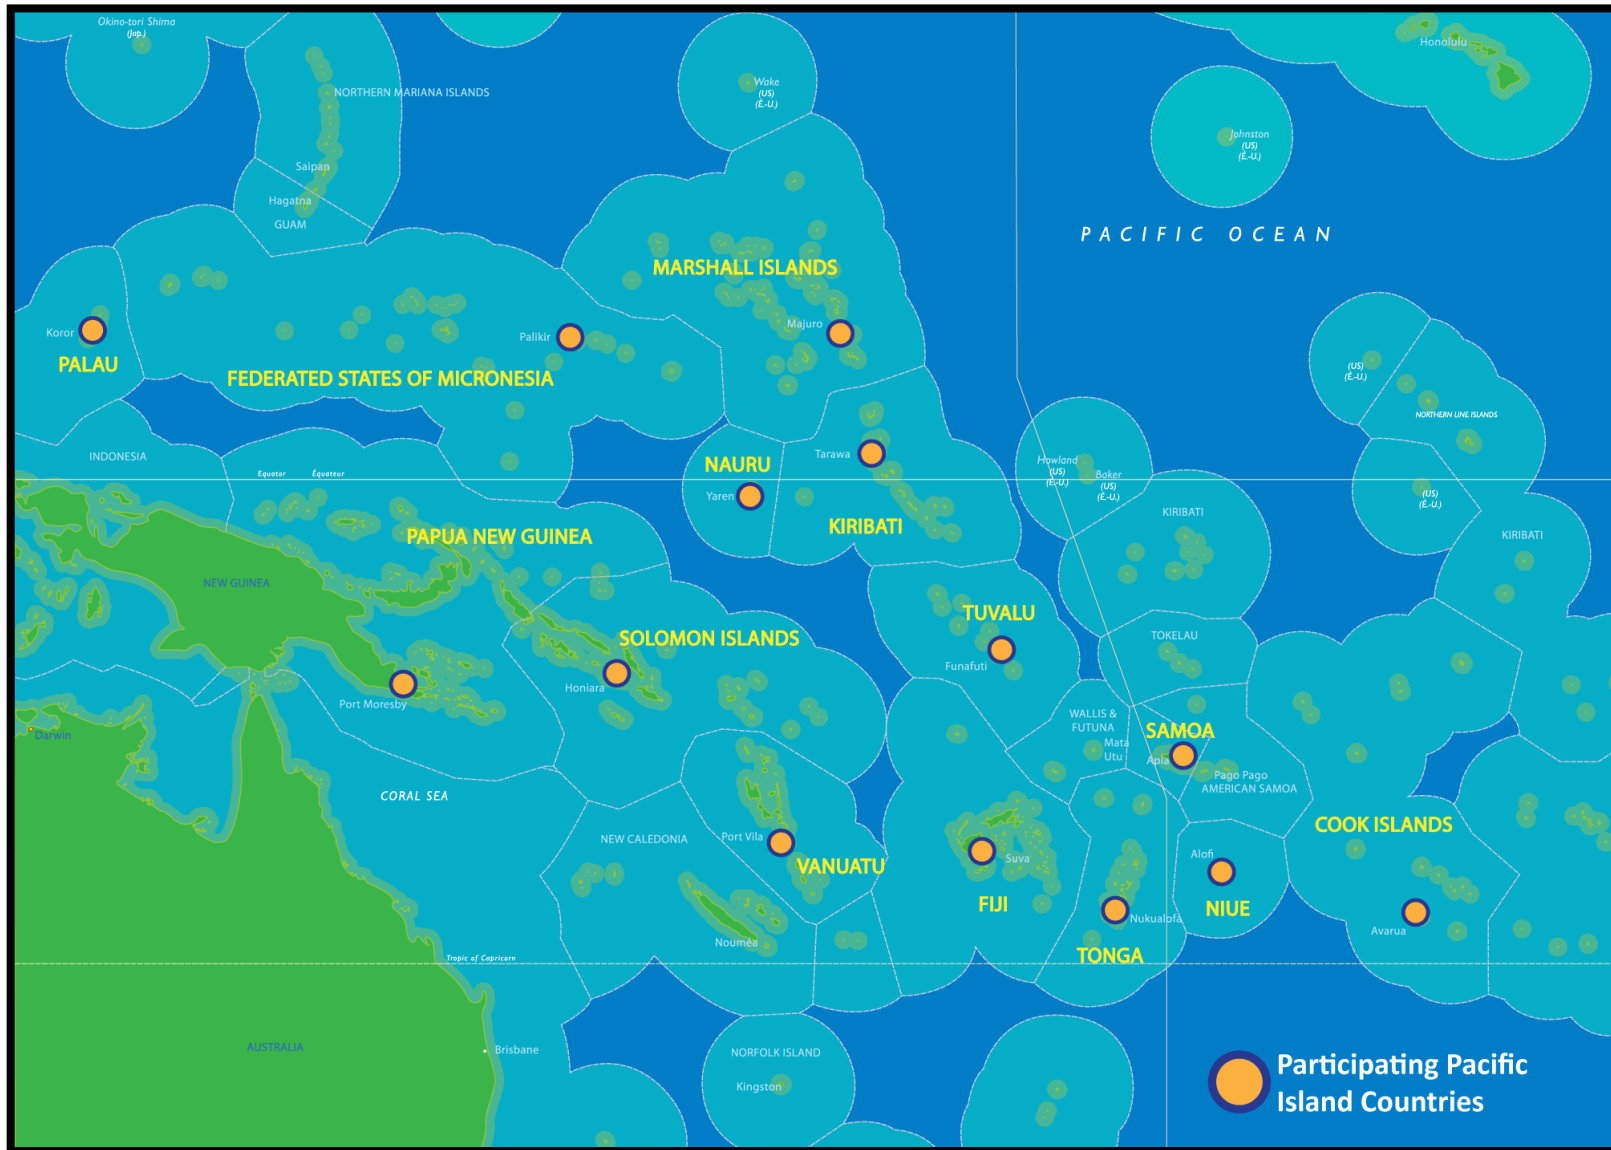 Okino-tori Shima
(Jap.)
Honolulu
Wake
(US)
(É.-U.)
NORTHERN MARIANA ISLANDS
Johnston
(US)
(É.-U.)
Saipan
Hagatna
GUAM
PACIFIC OCEAN
MARSHALL ISLANDS
Majuro
Koror
Palikir
PALAU
FEDERATED STATES OF MICRONESIA
(US)
(É.-U.)
NORTHERN LINE ISLANDS
INDONESIA
Tarawa
NAURU
Howland
(US)
(É.-U.)
Baker
(US)
(É.-U.)
Equator
Équateur
Yaren
(US)
(É.-U.)
KIRIBATI
KIRIBATI
KIRIBATI
PAPUA NEW GUINEA
NEW GUINEA
TUVALU
SOLOMON ISLANDS
TOKELAU
Funafuti
Honiara
Port Moresby
WALLIS &
FUTUNA
Mata
Utu
SAMOA
Apia
Darwin
Pago Pago
AMERICAN SAMOA
CORAL SEA
COOK ISLANDS
NEW CALEDONIA
Port Vila
VANUATU
Suva
Alofi
FIJI
NIUE
Nukualofa
Avarua
Noumea
TONGA
Tropic of Capricorn
AUSTRALIA
Brisbane
NORFOLK ISLAND
Kingston
Participating Pacific
Island Countries